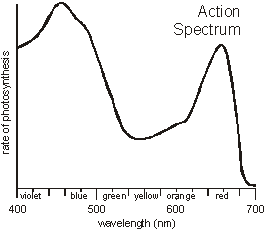 Action
Spectrum
rate of photosynthesis
violet blue green yellow orange red
400 500 600 700
wavelength (nm)